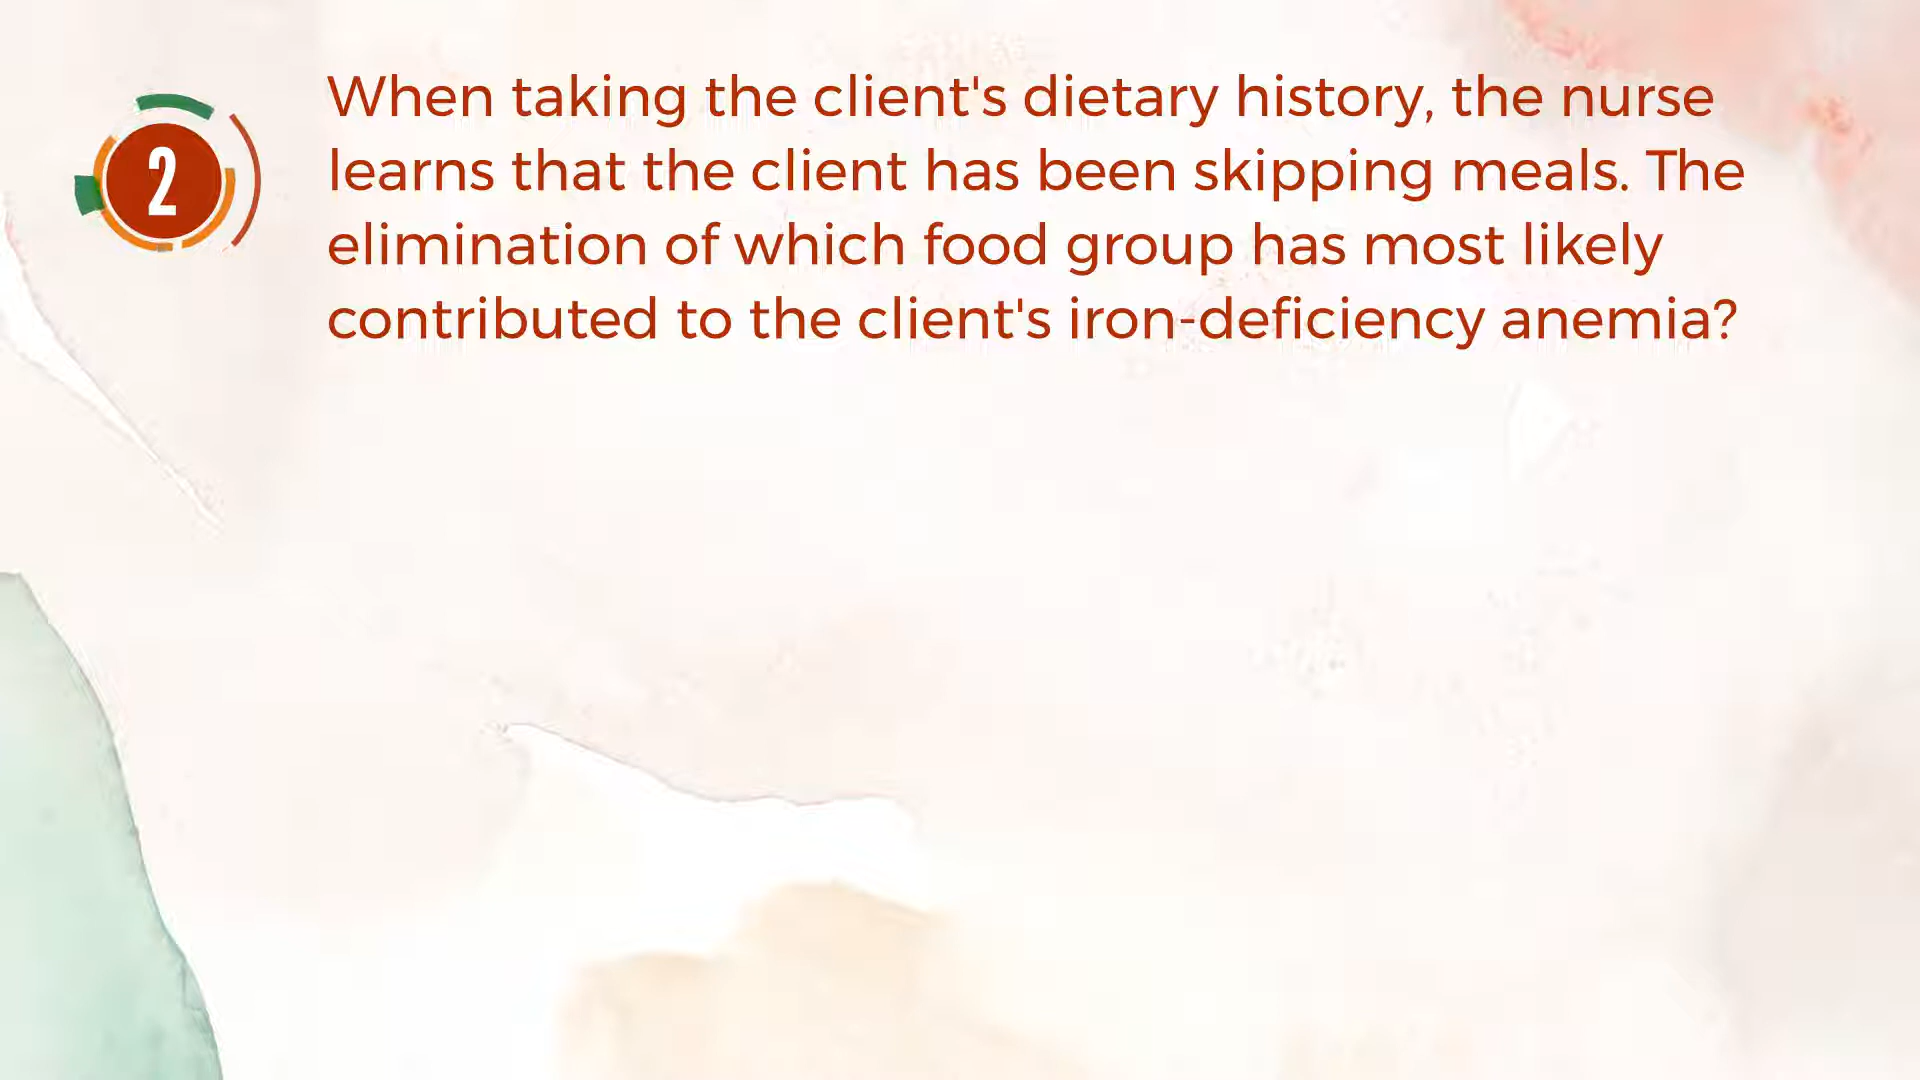 2
When taking the client's dietary history, the nurse
learns that the client has been skipping meals. The
elimination of which food group has most likely
contributed to the client's iron-deficiency anemia?